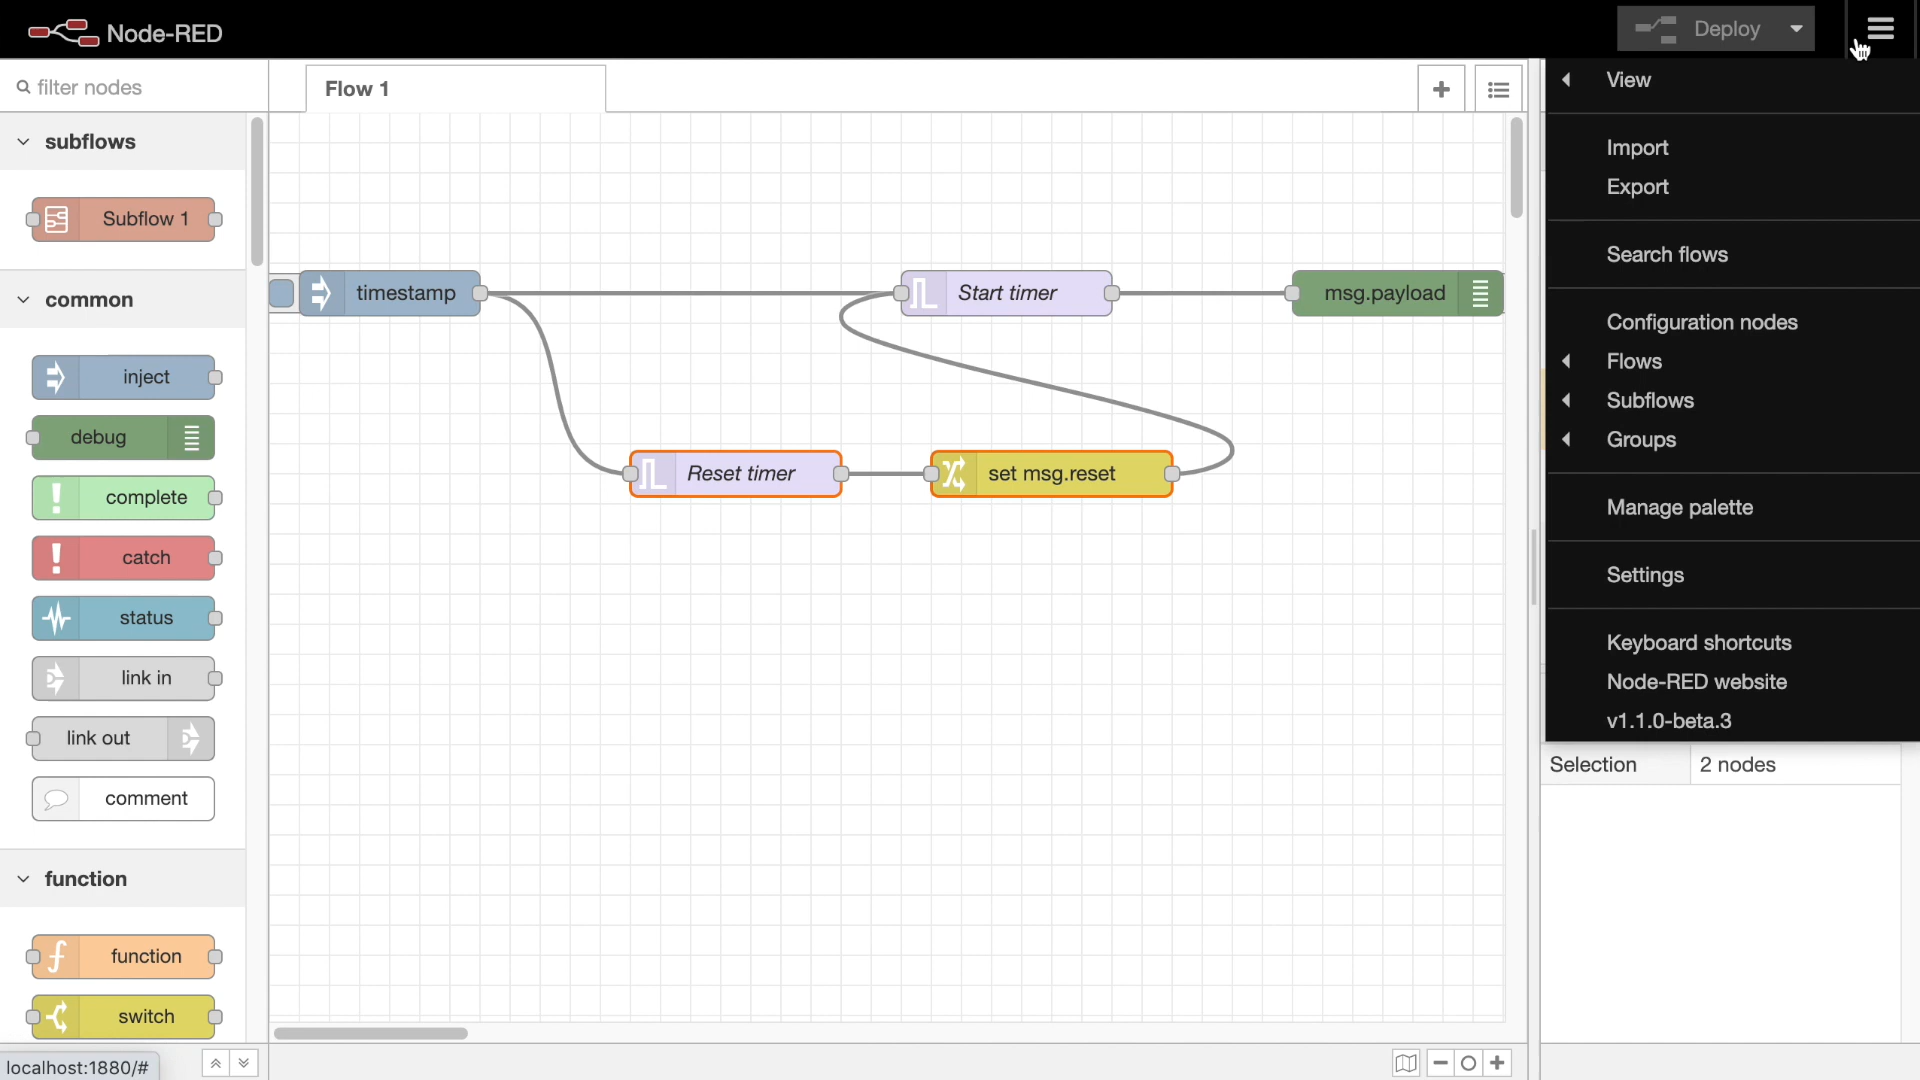 Node-RED
Deploy
filter nodes
Flow 1
subflows
Subflow 1
common
inject
debug
complete
catch
status
link in
link out
comment
function
function
switch
localhost:1880/#
timestamp
Start timer
msg.payload
Reset timer
set msg.reset
View
Import
Export
Search flows
Configuration nodes
Flows
Subflows
Groups
Manage palette
Settings
Keyboard shortcuts
Node-RED website
v1.1.0-beta.3
Selection 2 nodes